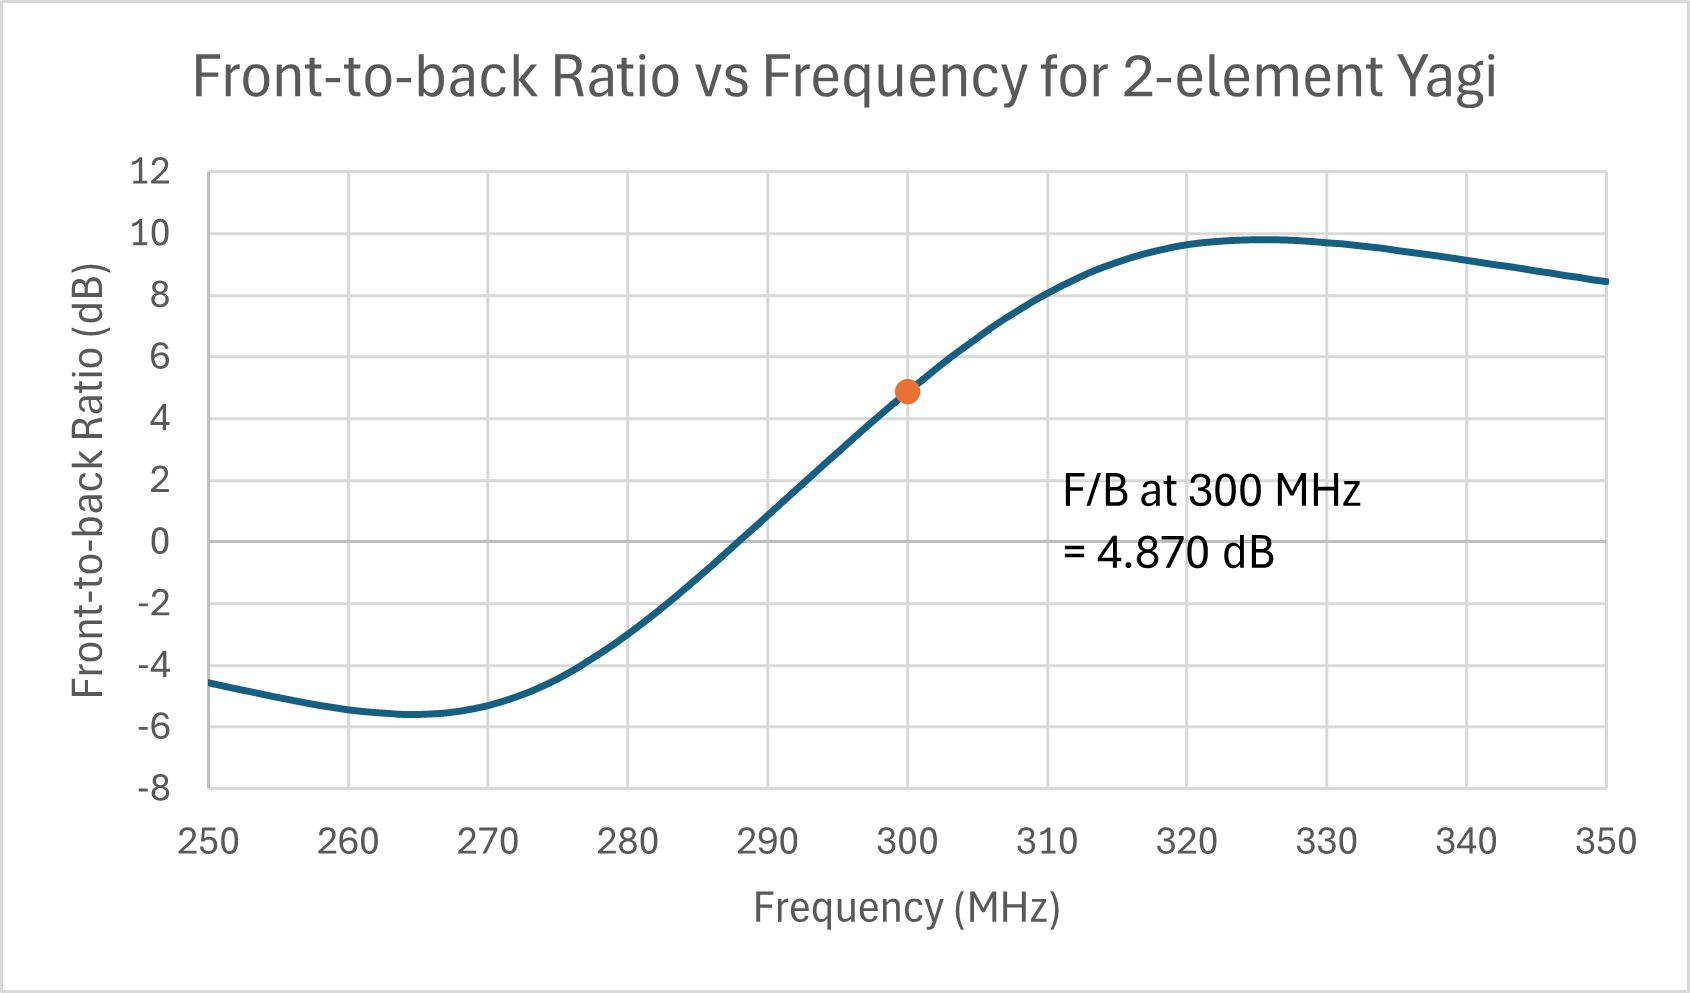 Front-to-back Ratio vs Frequency for 2-element Yagi
Front-to-back Ratio (dB)
12
10
8
6
4
2
0
-2
-4
-6
-8
F/B at 300 MHz
= 4.870 dB
250 260 270 280 290 300 310 320 330 340 350
Frequency (MHz)